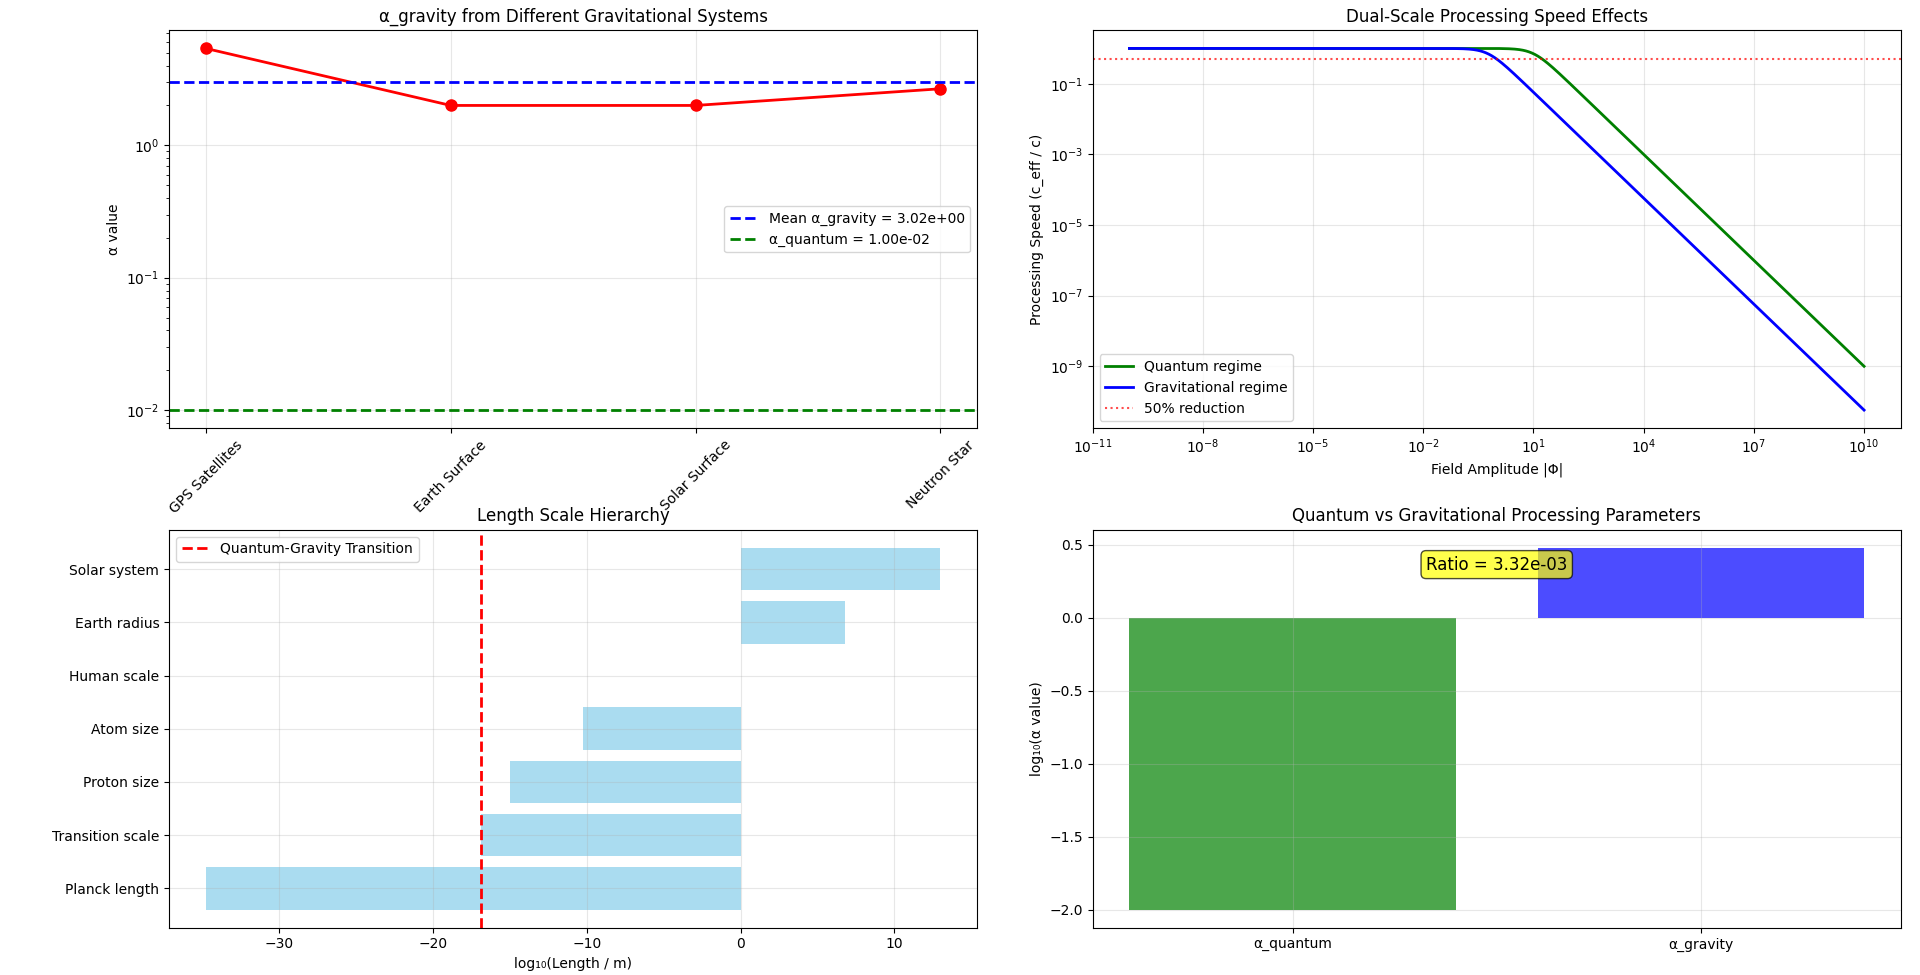 α_gravity from Different Gravitational Systems
α value
10⁰
10⁻¹
10⁻²
Mean α_gravity = 3.02e+00
α_quantum = 1.00e-02
GPS Satellites
Earth Surface
Solar Surface
Neutron Star
Dual-Scale Processing Speed Effects
Processing Speed (c_eff / c)
10⁻¹
10⁻³
10⁻⁵
10⁻⁷
10⁻⁹
Quantum regime
Gravitational regime
50% reduction
10⁻¹¹
10⁻⁸
10⁻⁵
10⁻²
10¹
10⁴
10⁷
10¹⁰
Field Amplitude |Φ|
Length Scale Hierarchy
Quantum-Gravity Transition
Solar system
Earth radius
Human scale
Atom size
Proton size
Transition scale
Planck length
−30
−20
−10
0
10
log₁₀(Length / m)
Quantum vs Gravitational Processing Parameters
log₁₀(α value)
0.5
0.0
−0.5
−1.0
−1.5
−2.0
Ratio = 3.32e-03
α_quantum
α_gravity